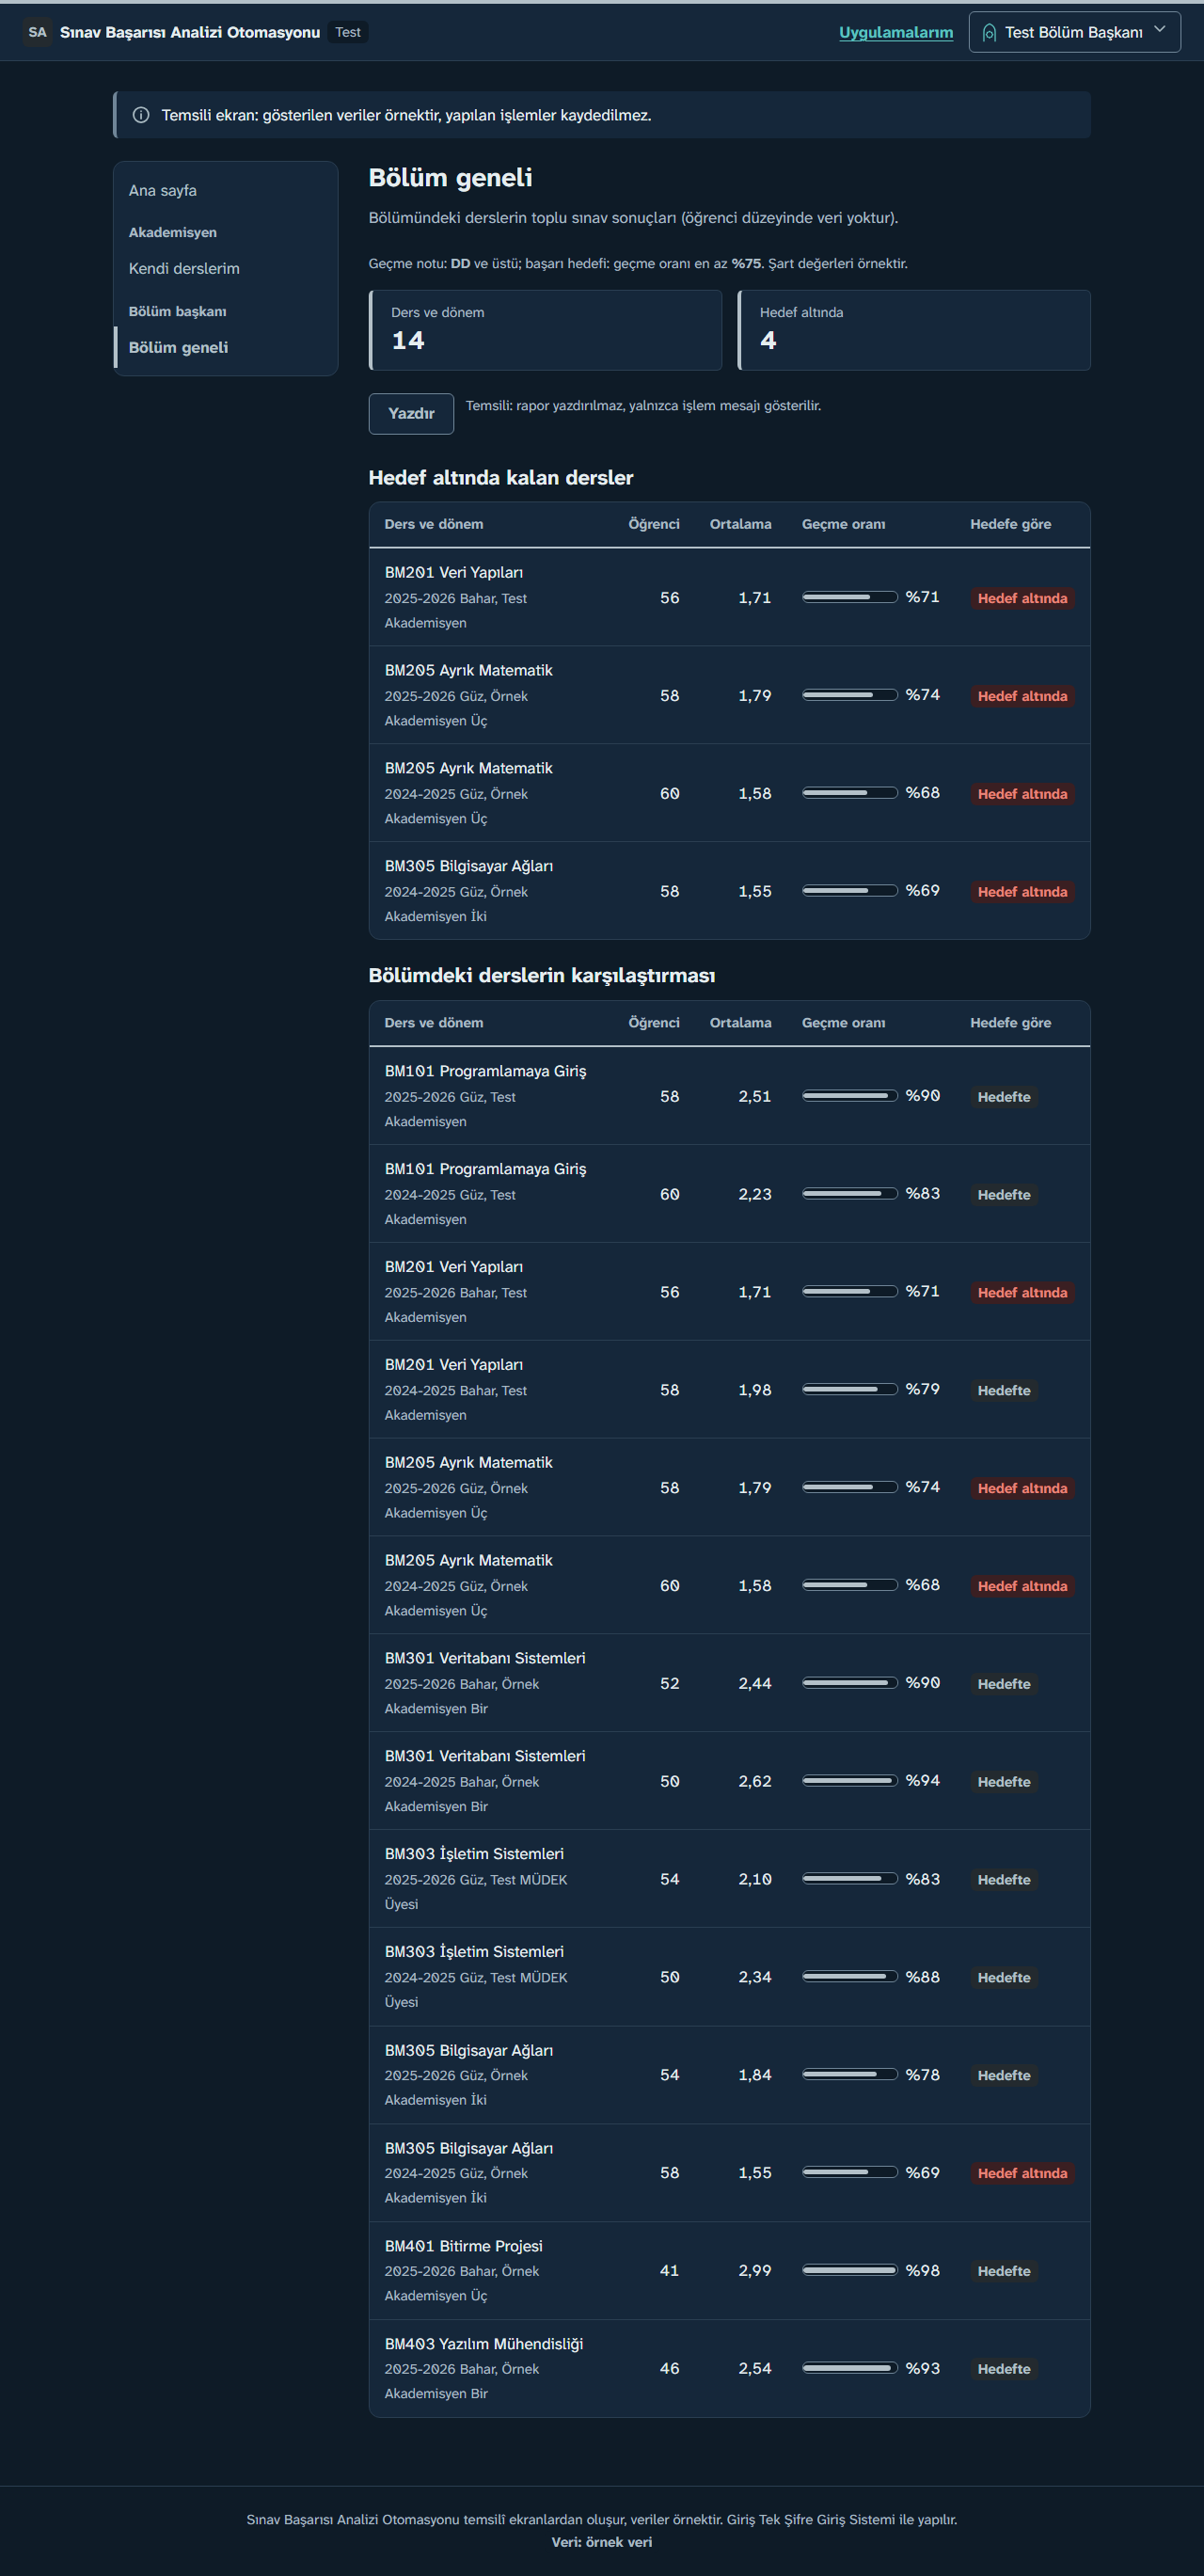 SA Sınav Başarısı Analizi Otomasyonu Test Uygulamalarım Test Bölüm Başkanı
Temsili ekran: gösterilen veriler örnektir, yapılan işlemler kaydedilmez.
Ana sayfa
Akademisyen
Kendi derslerim
Bölüm başkanı
Bölüm geneli
Bölüm geneli
Bölümündeki derslerin toplu sınav sonuçları (öğrenci düzeyinde veri yoktur).
Geçme notu: DD ve üstü; başarı hedefi: geçme oranı en az %75. Şart değerleri örnektir.
Ders ve dönem
14
Hedef altında
4
Yazdır Temsili: rapor yazdırılmaz, yalnızca işlem mesajı gösterilir.
Hedef altında kalan dersler
Ders ve dönem Öğrenci Ortalama Geçme oranı Hedefe göre
BM201 Veri Yapıları
2025-2026 Bahar, Test
Akademisyen
56 1,71 %71 Hedef altında
BM205 Ayrık Matematik
2025-2026 Güz, Örnek
Akademisyen Üç
58 1,79 %74 Hedef altında
BM205 Ayrık Matematik
2024-2025 Güz, Örnek
Akademisyen Üç
60 1,58 %68 Hedef altında
BM305 Bilgisayar Ağları
2024-2025 Güz, Örnek
Akademisyen İki
58 1,55 %69 Hedef altında
Bölümdeki derslerin karşılaştırması
Ders ve dönem Öğrenci Ortalama Geçme oranı Hedefe göre
BM101 Programlamaya Giriş
2025-2026 Güz, Test
Akademisyen
58 2,51 %90 Hedefte
BM101 Programlamaya Giriş
2024-2025 Güz, Test
Akademisyen
60 2,23 %83 Hedefte
BM201 Veri Yapıları
2025-2026 Bahar, Test
Akademisyen
56 1,71 %71 Hedef altında
BM201 Veri Yapıları
2024-2025 Bahar, Test
Akademisyen
58 1,98 %79 Hedefte
BM205 Ayrık Matematik
2025-2026 Güz, Örnek
Akademisyen Üç
58 1,79 %74 Hedef altında
BM205 Ayrık Matematik
2024-2025 Güz, Örnek
Akademisyen Üç
60 1,58 %68 Hedef altında
BM301 Veritabanı Sistemleri
2025-2026 Bahar, Örnek
Akademisyen Bir
52 2,44 %90 Hedefte
BM301 Veritabanı Sistemleri
2024-2025 Bahar, Örnek
Akademisyen Bir
50 2,62 %94 Hedefte
BM303 İşletim Sistemleri
2025-2026 Güz, Test MÜDEK
Üyesi
54 2,10 %83 Hedefte
BM303 İşletim Sistemleri
2024-2025 Güz, Test MÜDEK
Üyesi
50 2,34 %88 Hedefte
BM305 Bilgisayar Ağları
2025-2026 Güz, Örnek
Akademisyen İki
54 1,84 %78 Hedefte
BM305 Bilgisayar Ağları
2024-2025 Güz, Örnek
Akademisyen İki
58 1,55 %69 Hedef altında
BM401 Bitirme Projesi
2025-2026 Bahar, Örnek
Akademisyen Üç
41 2,99 %98 Hedefte
BM403 Yazılım Mühendisliği
2025-2026 Bahar, Örnek
Akademisyen Bir
46 2,54 %93 Hedefte
Sınav Başarısı Analizi Otomasyonu temsilî ekranlardan oluşur, veriler örnektir. Giriş Tek Şifre Giriş Sistemi ile yapılır.
Veri: örnek veri